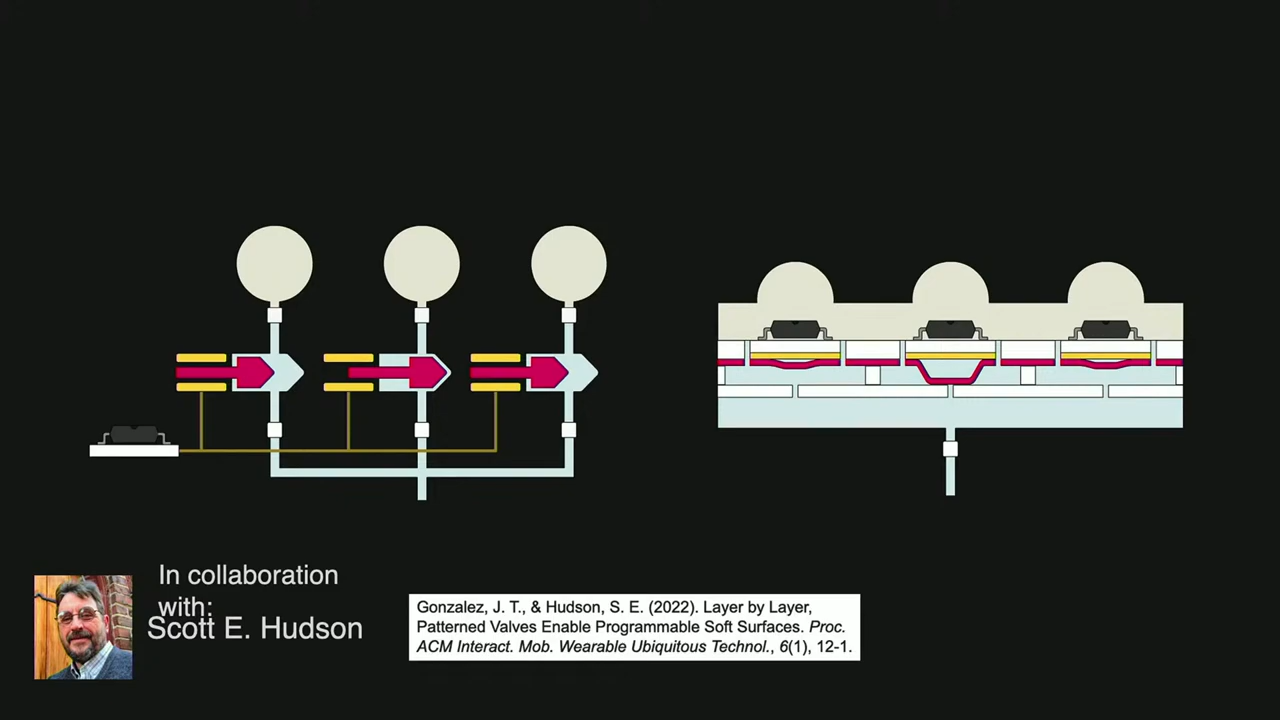 In collaboration
with:
Scott E. Hudson
Gonzalez, J. T., & Hudson, S. E. (2022). Layer by Layer,
Patterned Valves Enable Programmable Soft Surfaces. Proc.
ACM Interact. Mob. Wearable Ubiquitous Technol., 6(1), 12-1.